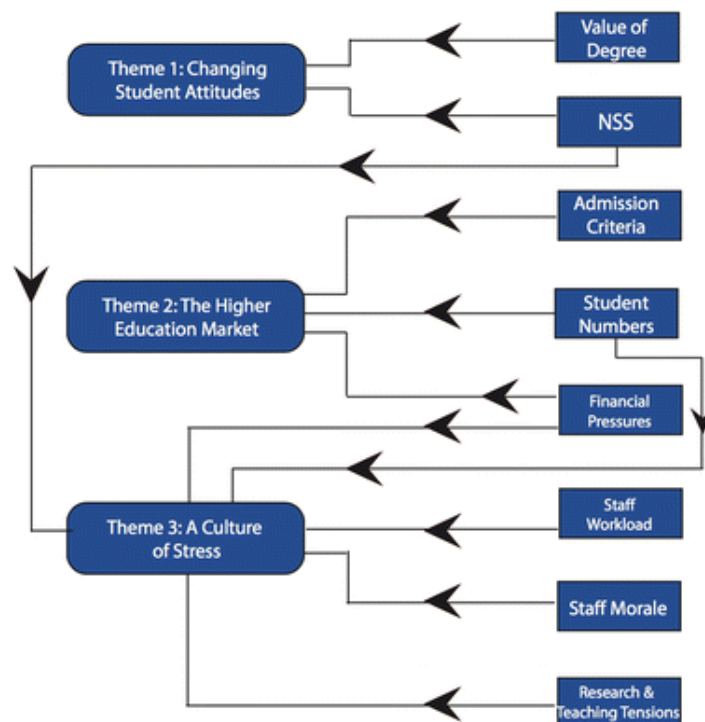 Value of
Degree
Theme 1: Changing
Student Attitudes
NSS
Admission
Criteria
Theme 2: The Higher
Education Market
Student
Numbers
Financial
Pressures
Theme 3: A Culture
of Stress
Staff
Workload
Staff Morale
Research &
Teaching Tensions